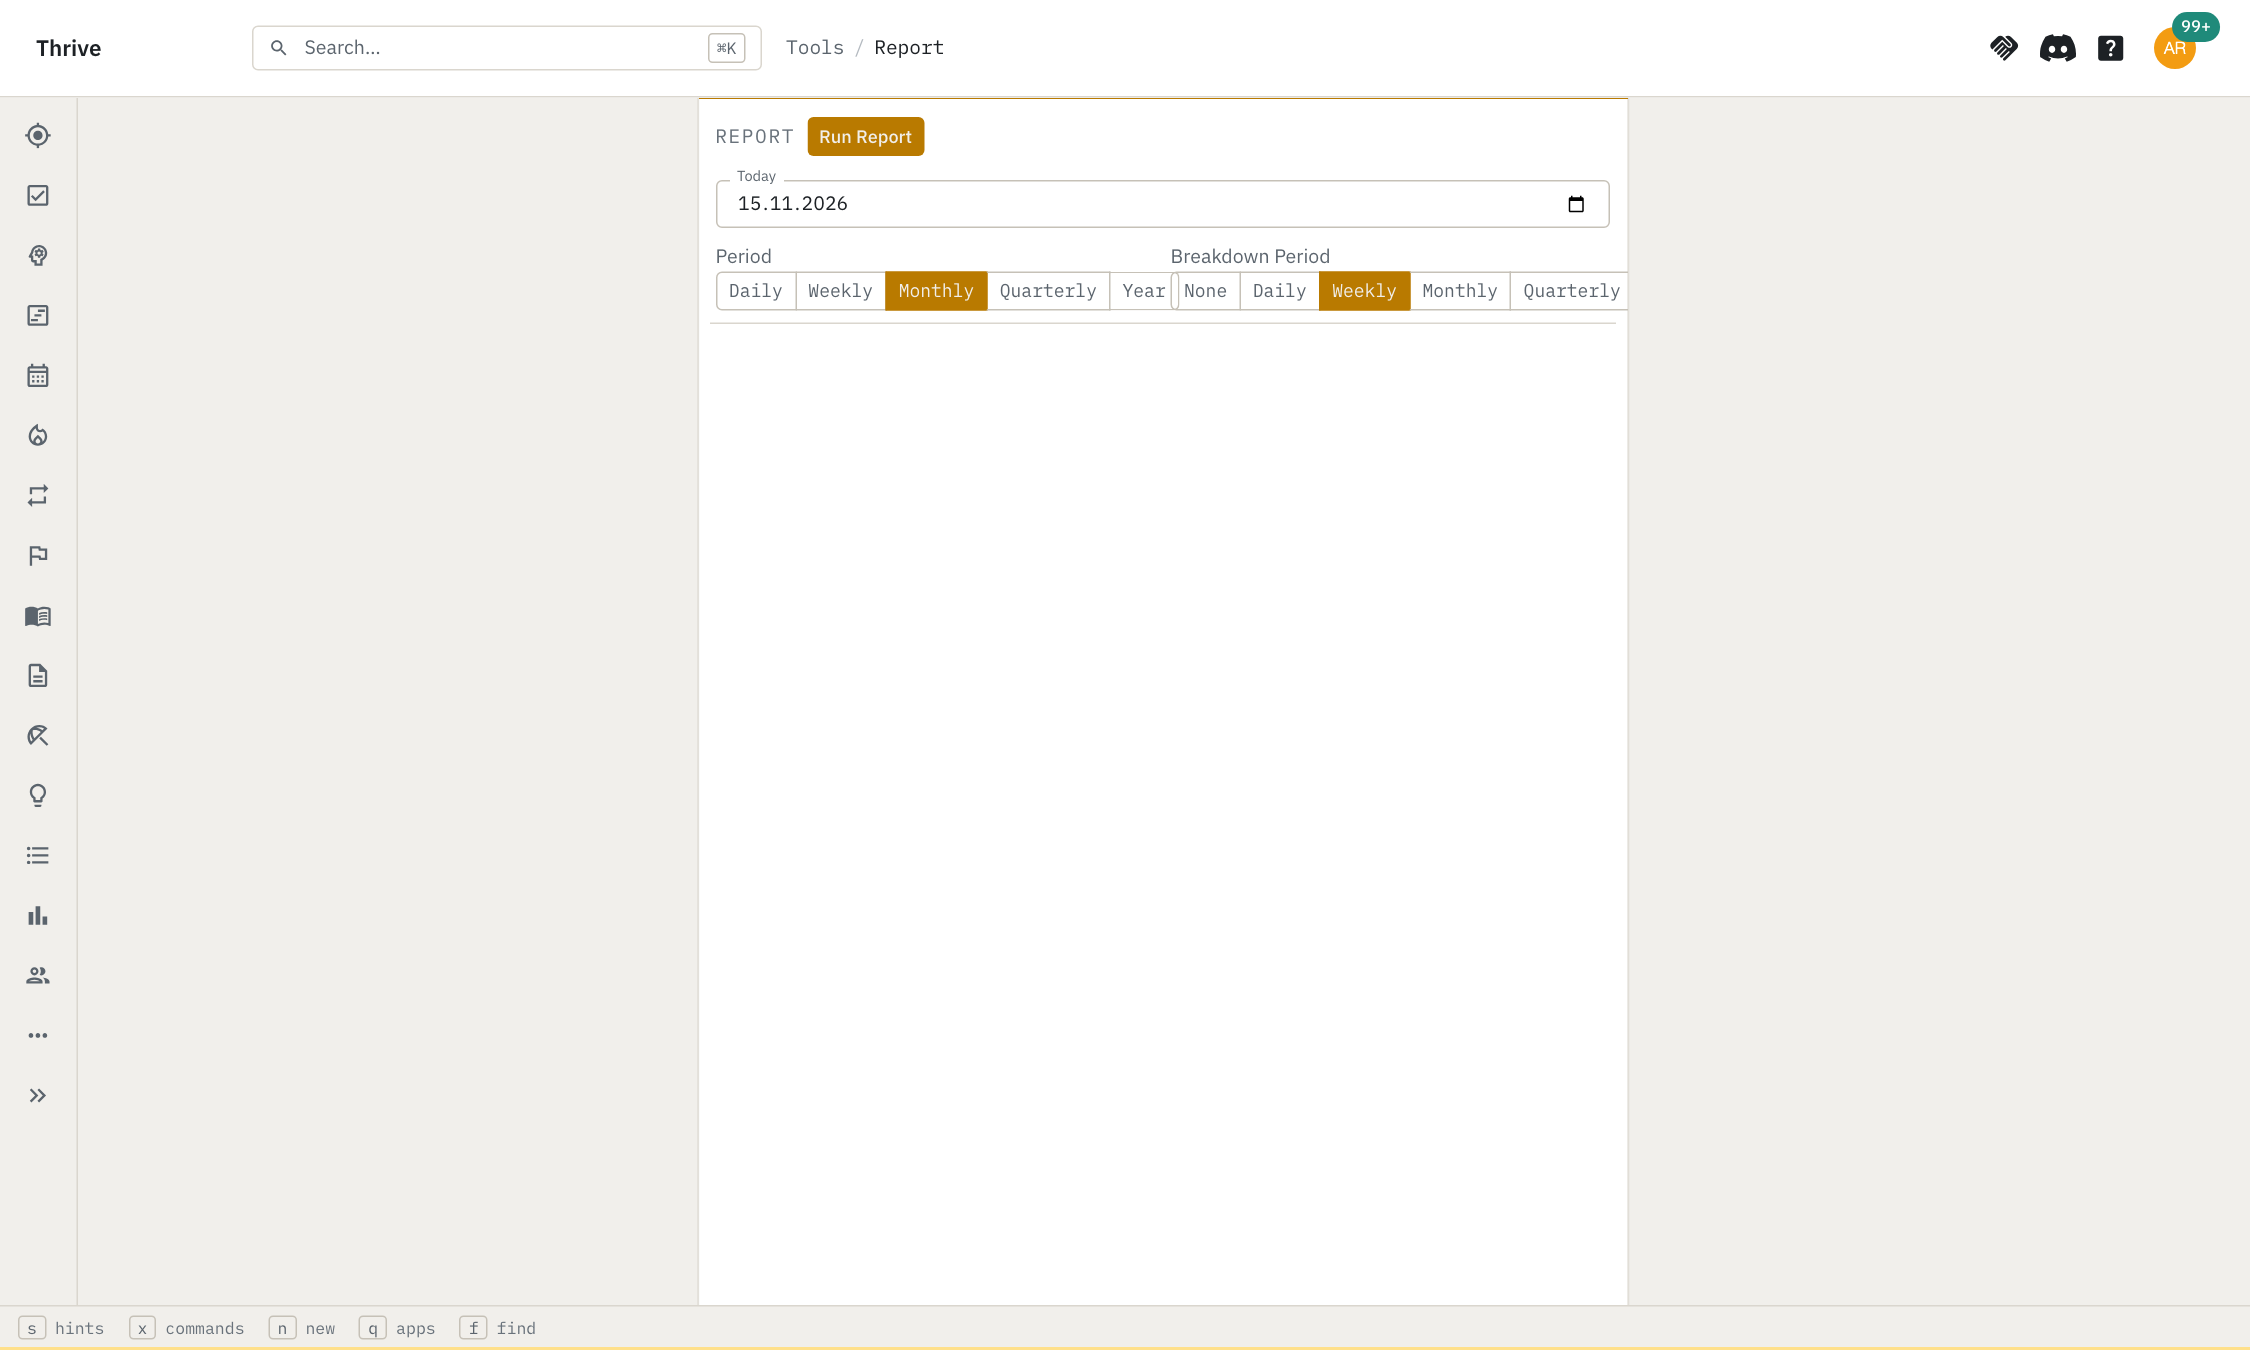 Thrive
Search...
⌘K
Tools / Report
99+
AR
REPORT
Run Report
Today
15.11.2026
Period
Breakdown Period
Daily Weekly Monthly Quarterly Year
None Daily Weekly Monthly Quarterly
s hints x commands n new q apps f find